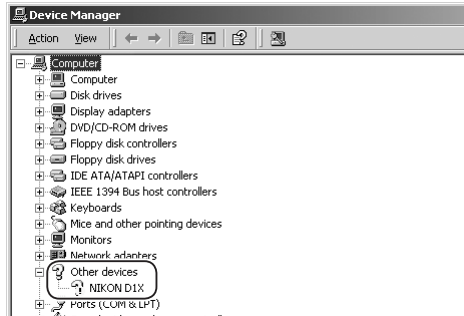 Device Manager
Action View
Computer
Computer
Disk drives
Display adapters
DVD/CD-ROM drives
Floppy disk controllers
Floppy disk drives
IDE ATA/ATAPI controllers
IEEE 1394 Bus host controllers
Keyboards
Mice and other pointing devices
Monitors
Network adapters
Other devices
NIKON D1X
Ports (COM & LPT)